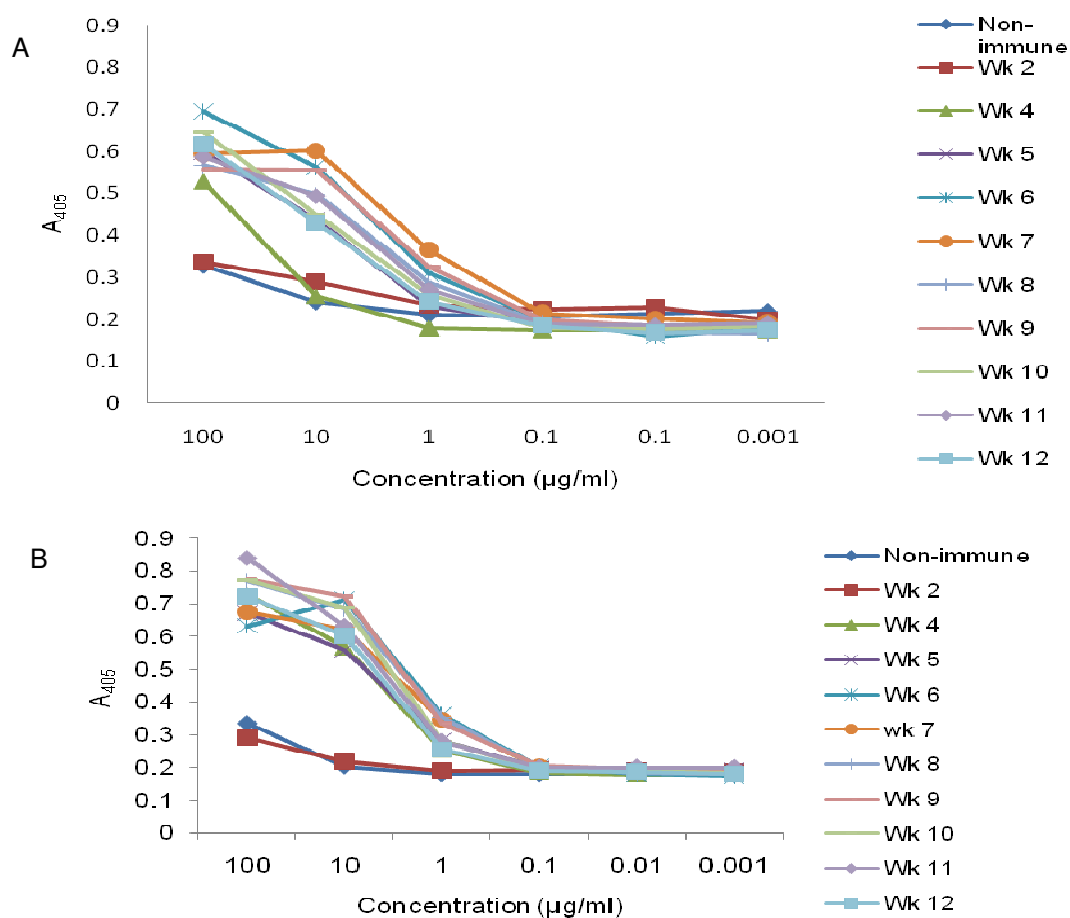 A
0.9
0.8
0.7
0.6
0.5
0.4
0.3
0.2
0.1
0
A405
100 10 1 0.1 0.1 0.001
Concentration (µg/ml)
Non-
immune
Wk 2
Wk 4
Wk 5
Wk 6
Wk 7
Wk 8
Wk 9
Wk 10
Wk 11
Wk 12
B
0.9
0.8
0.7
0.6
0.5
0.4
0.3
0.2
0.1
0
A405
100 10 1 0.1 0.01 0.001
Concentration (µg/ml)
Non-immune
Wk 2
Wk 4
Wk 5
Wk 6
wk 7
Wk 8
Wk 9
Wk 10
Wk 11
Wk 12